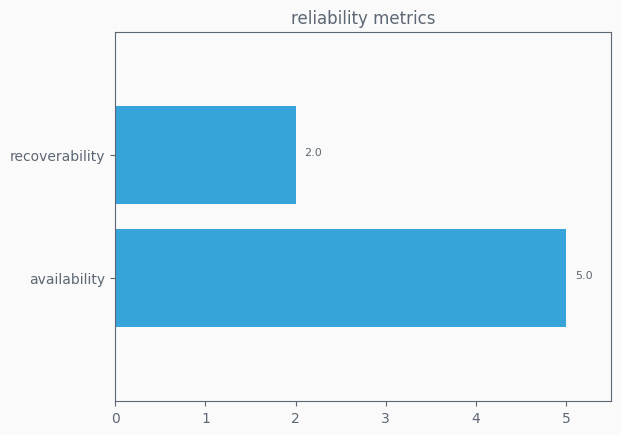 reliability metrics
recoverability
2.0
availability
5.0
0 1 2 3 4 5